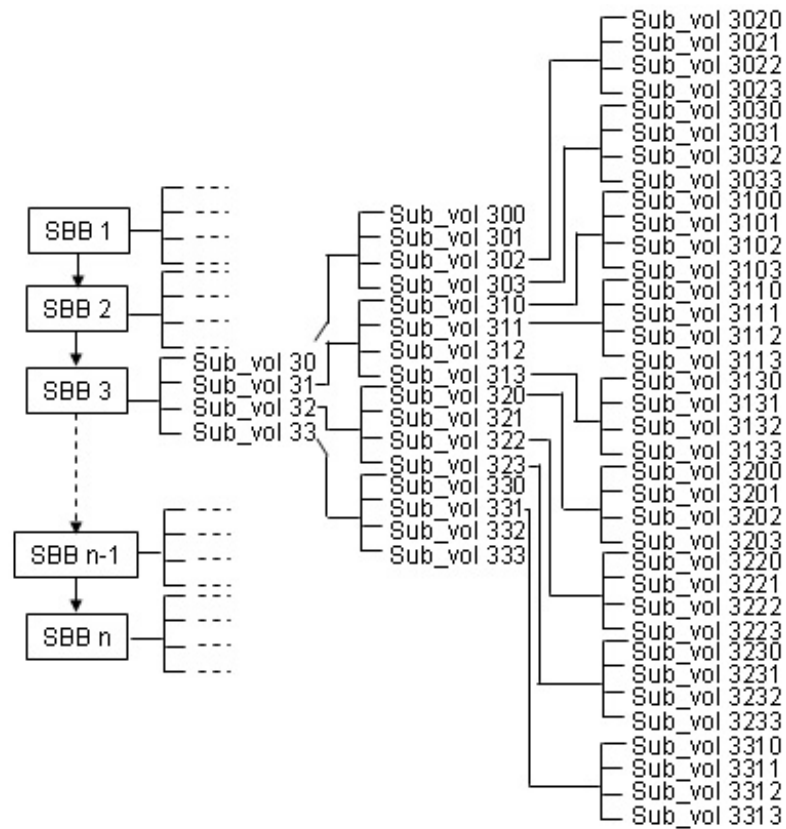 SBB 1
SBB 2
SBB 3
SBB n-1
SBB n
Sub_vol 30
Sub_vol 31
Sub_vol 32
Sub_vol 33
Sub_vol 300
Sub_vol 301
Sub_vol 302
Sub_vol 303
Sub_vol 310
Sub_vol 311
Sub_vol 312
Sub_vol 313
Sub_vol 320
Sub_vol 321
Sub_vol 322
Sub_vol 323
Sub_vol 330
Sub_vol 331
Sub_vol 332
Sub_vol 333
Sub_vol 3020
Sub_vol 3021
Sub_vol 3022
Sub_vol 3023
Sub_vol 3030
Sub_vol 3031
Sub_vol 3032
Sub_vol 3033
Sub_vol 3100
Sub_vol 3101
Sub_vol 3102
Sub_vol 3103
Sub_vol 3110
Sub_vol 3111
Sub_vol 3112
Sub_vol 3113
Sub_vol 3130
Sub_vol 3131
Sub_vol 3132
Sub_vol 3133
Sub_vol 3200
Sub_vol 3201
Sub_vol 3202
Sub_vol 3203
Sub_vol 3220
Sub_vol 3221
Sub_vol 3222
Sub_vol 3223
Sub_vol 3230
Sub_vol 3231
Sub_vol 3232
Sub_vol 3233
Sub_vol 3310
Sub_vol 3311
Sub_vol 3312
Sub_vol 3313